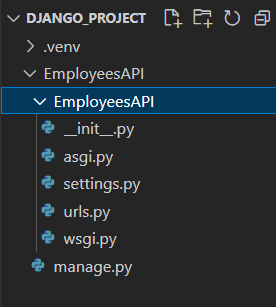 DJANGO_PROJECT
.venv
EmployeesAPI
EmployeesAPI
__init__.py
asgi.py
settings.py
urls.py
wsgi.py
manage.py